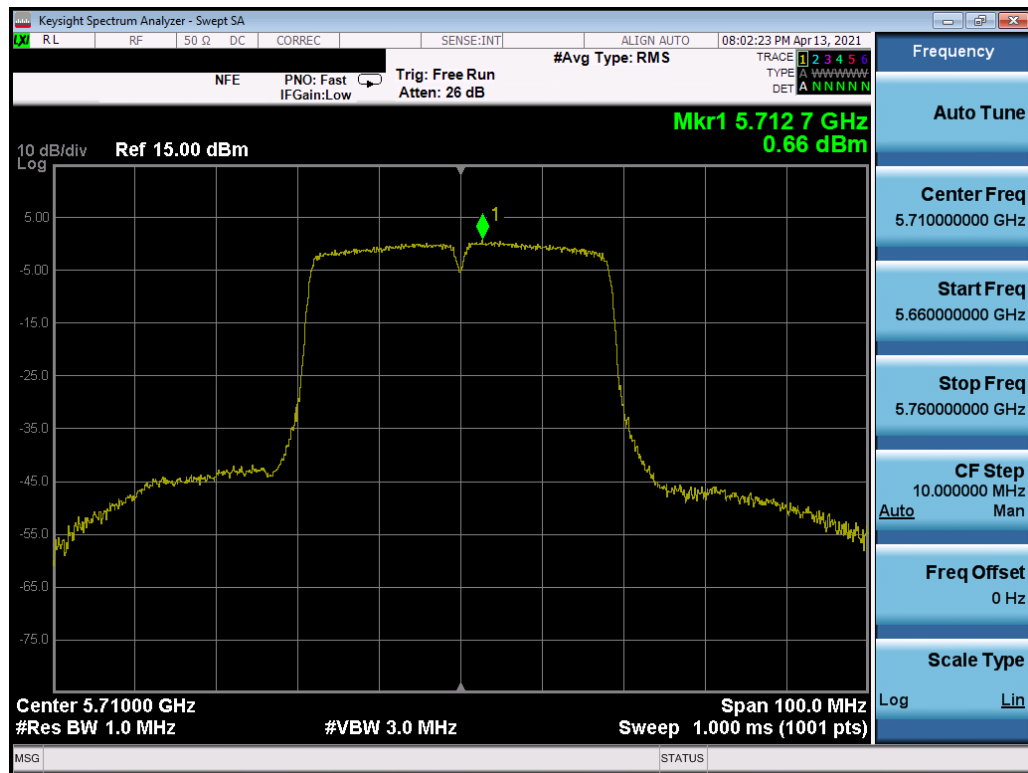 Keysight Spectrum Analyzer - Swept SA
LXI RL RF 50 Ω DC CORREC SENSE:INT ALIGN AUTO 08:02:23 PM Apr 13, 2021
NFE PNO: Fast Trig: Free Run #Avg Type: RMS TRACE 1 2 3 4 5 6
IFGain:Low Atten: 26 dB TYPE A WWWWW
DET A N N N N N
Mkr1 5.712 7 GHz
0.66 dBm
10 dB/div Ref 15.00 dBm
Log
1
5.00
-5.00
-15.0
-25.0
-35.0
-45.0
-55.0
-65.0
-75.0
Center 5.71000 GHz Span 100.0 MHz
#Res BW 1.0 MHz #VBW 3.0 MHz Sweep 1.000 ms (1001 pts)
MSG STATUS
Frequency
Auto Tune
Center Freq
5.710000000 GHz
Start Freq
5.660000000 GHz
Stop Freq
5.760000000 GHz
CF Step
10.000000 MHz
Auto Man
Freq Offset
0 Hz
Scale Type
Log Lin